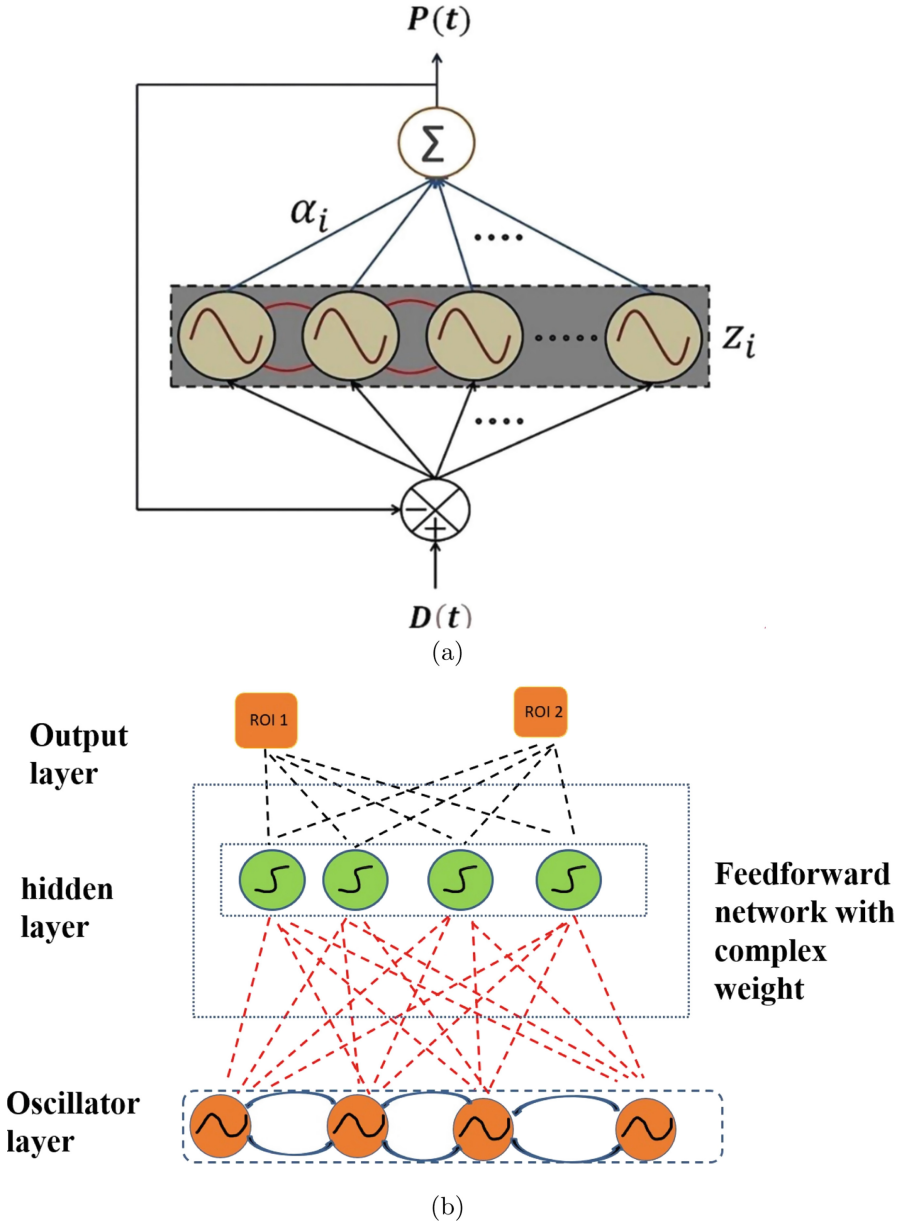 P(t)
Σ
α_i
z_i
−
+
D(t)
(a)
Output
layer
ROI 1
ROI 2
hidden
layer
Feedforward
network with
complex
weight
Oscillator
layer
(b)